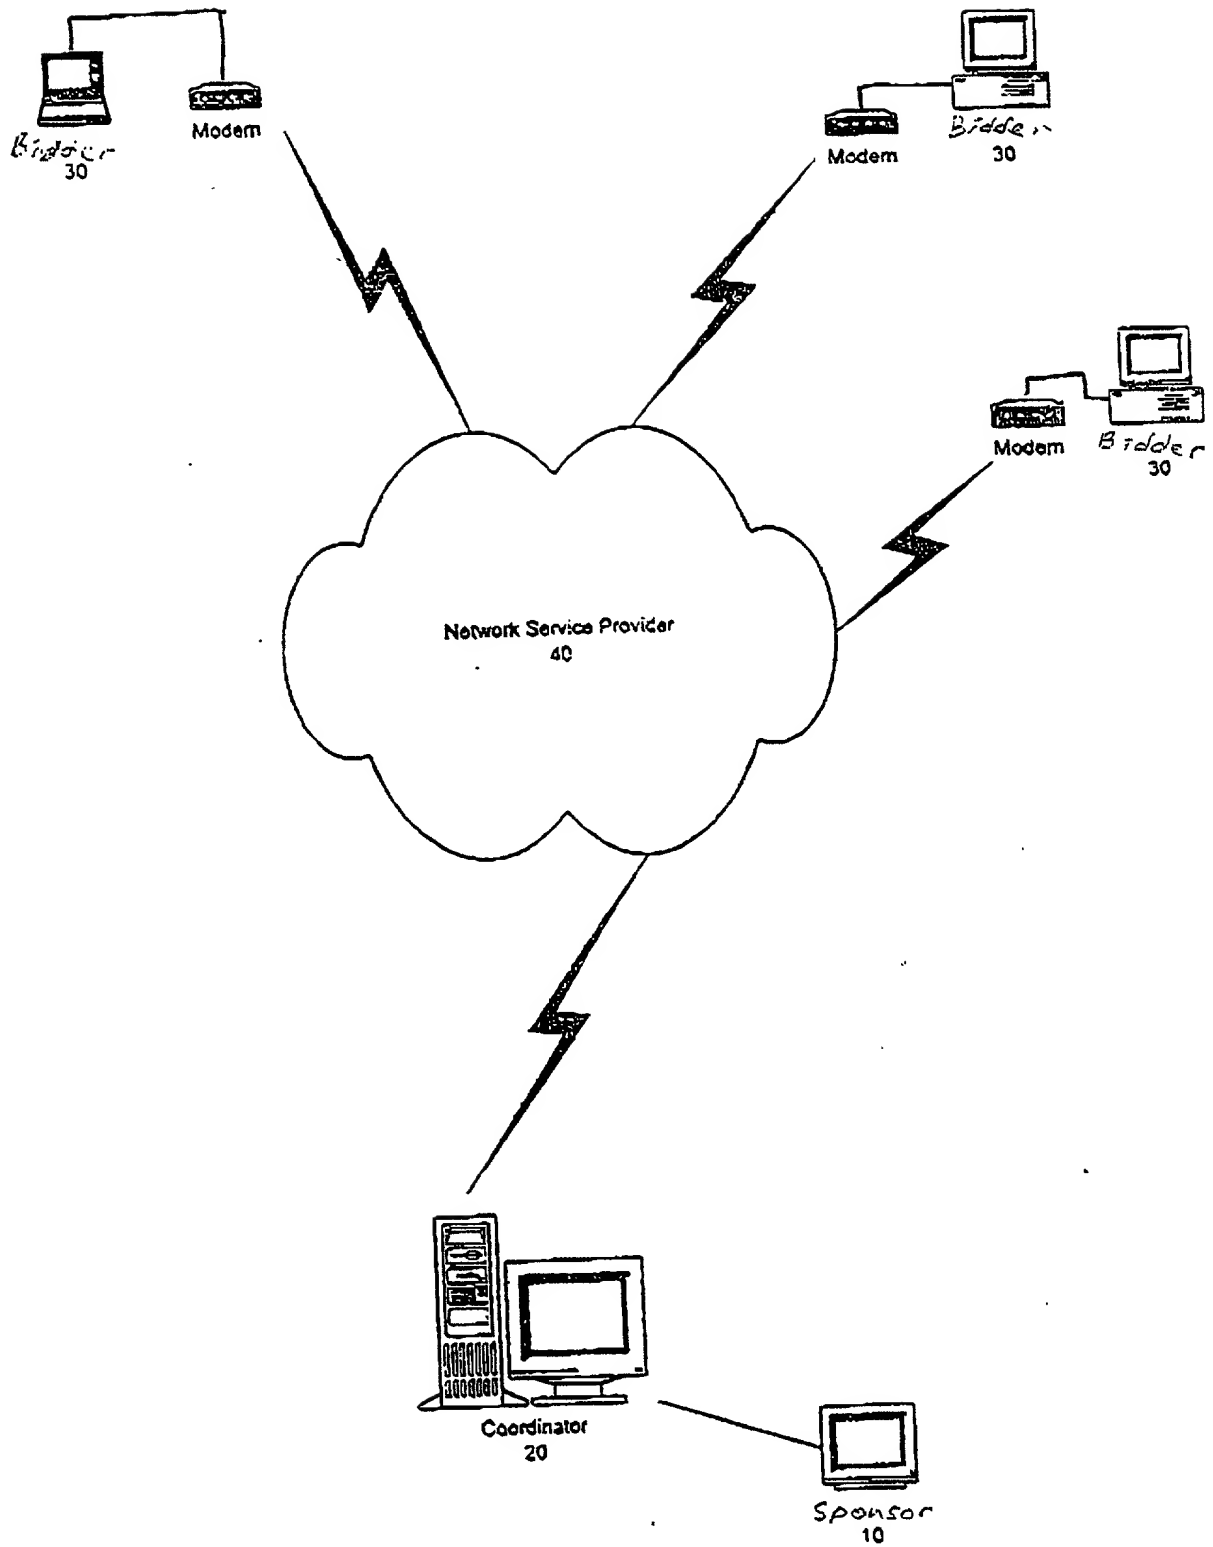 Modem
Bidder
30
Modem
Bidder
30
Modem
Bidder
30
Network Service Provider
40
Coordinator
20
Sponsor
10